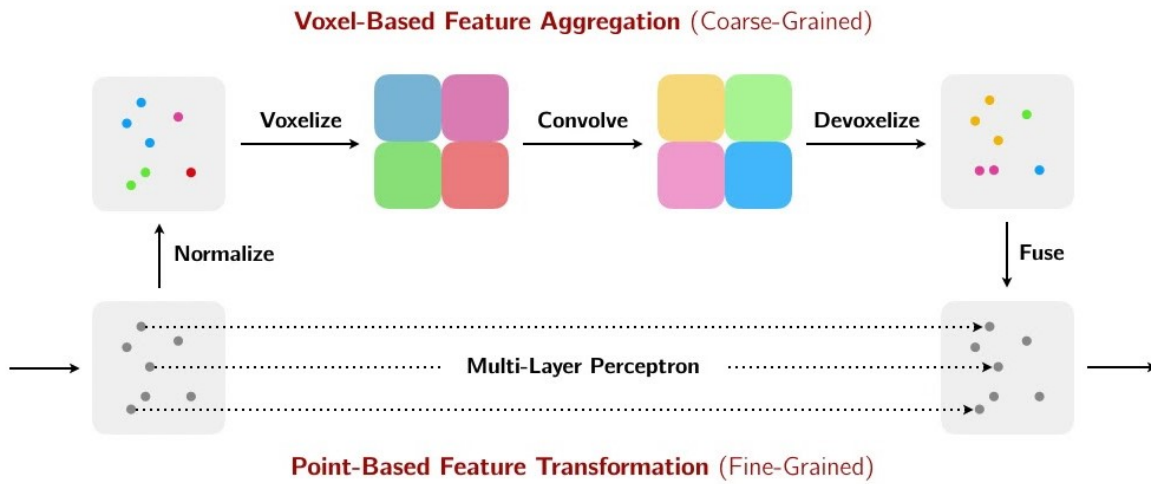 Voxel-Based Feature Aggregation (Coarse-Grained)
Voxelize
Convolve
Devoxelize
Normalize
Fuse
Multi-Layer Perceptron
Point-Based Feature Transformation (Fine-Grained)